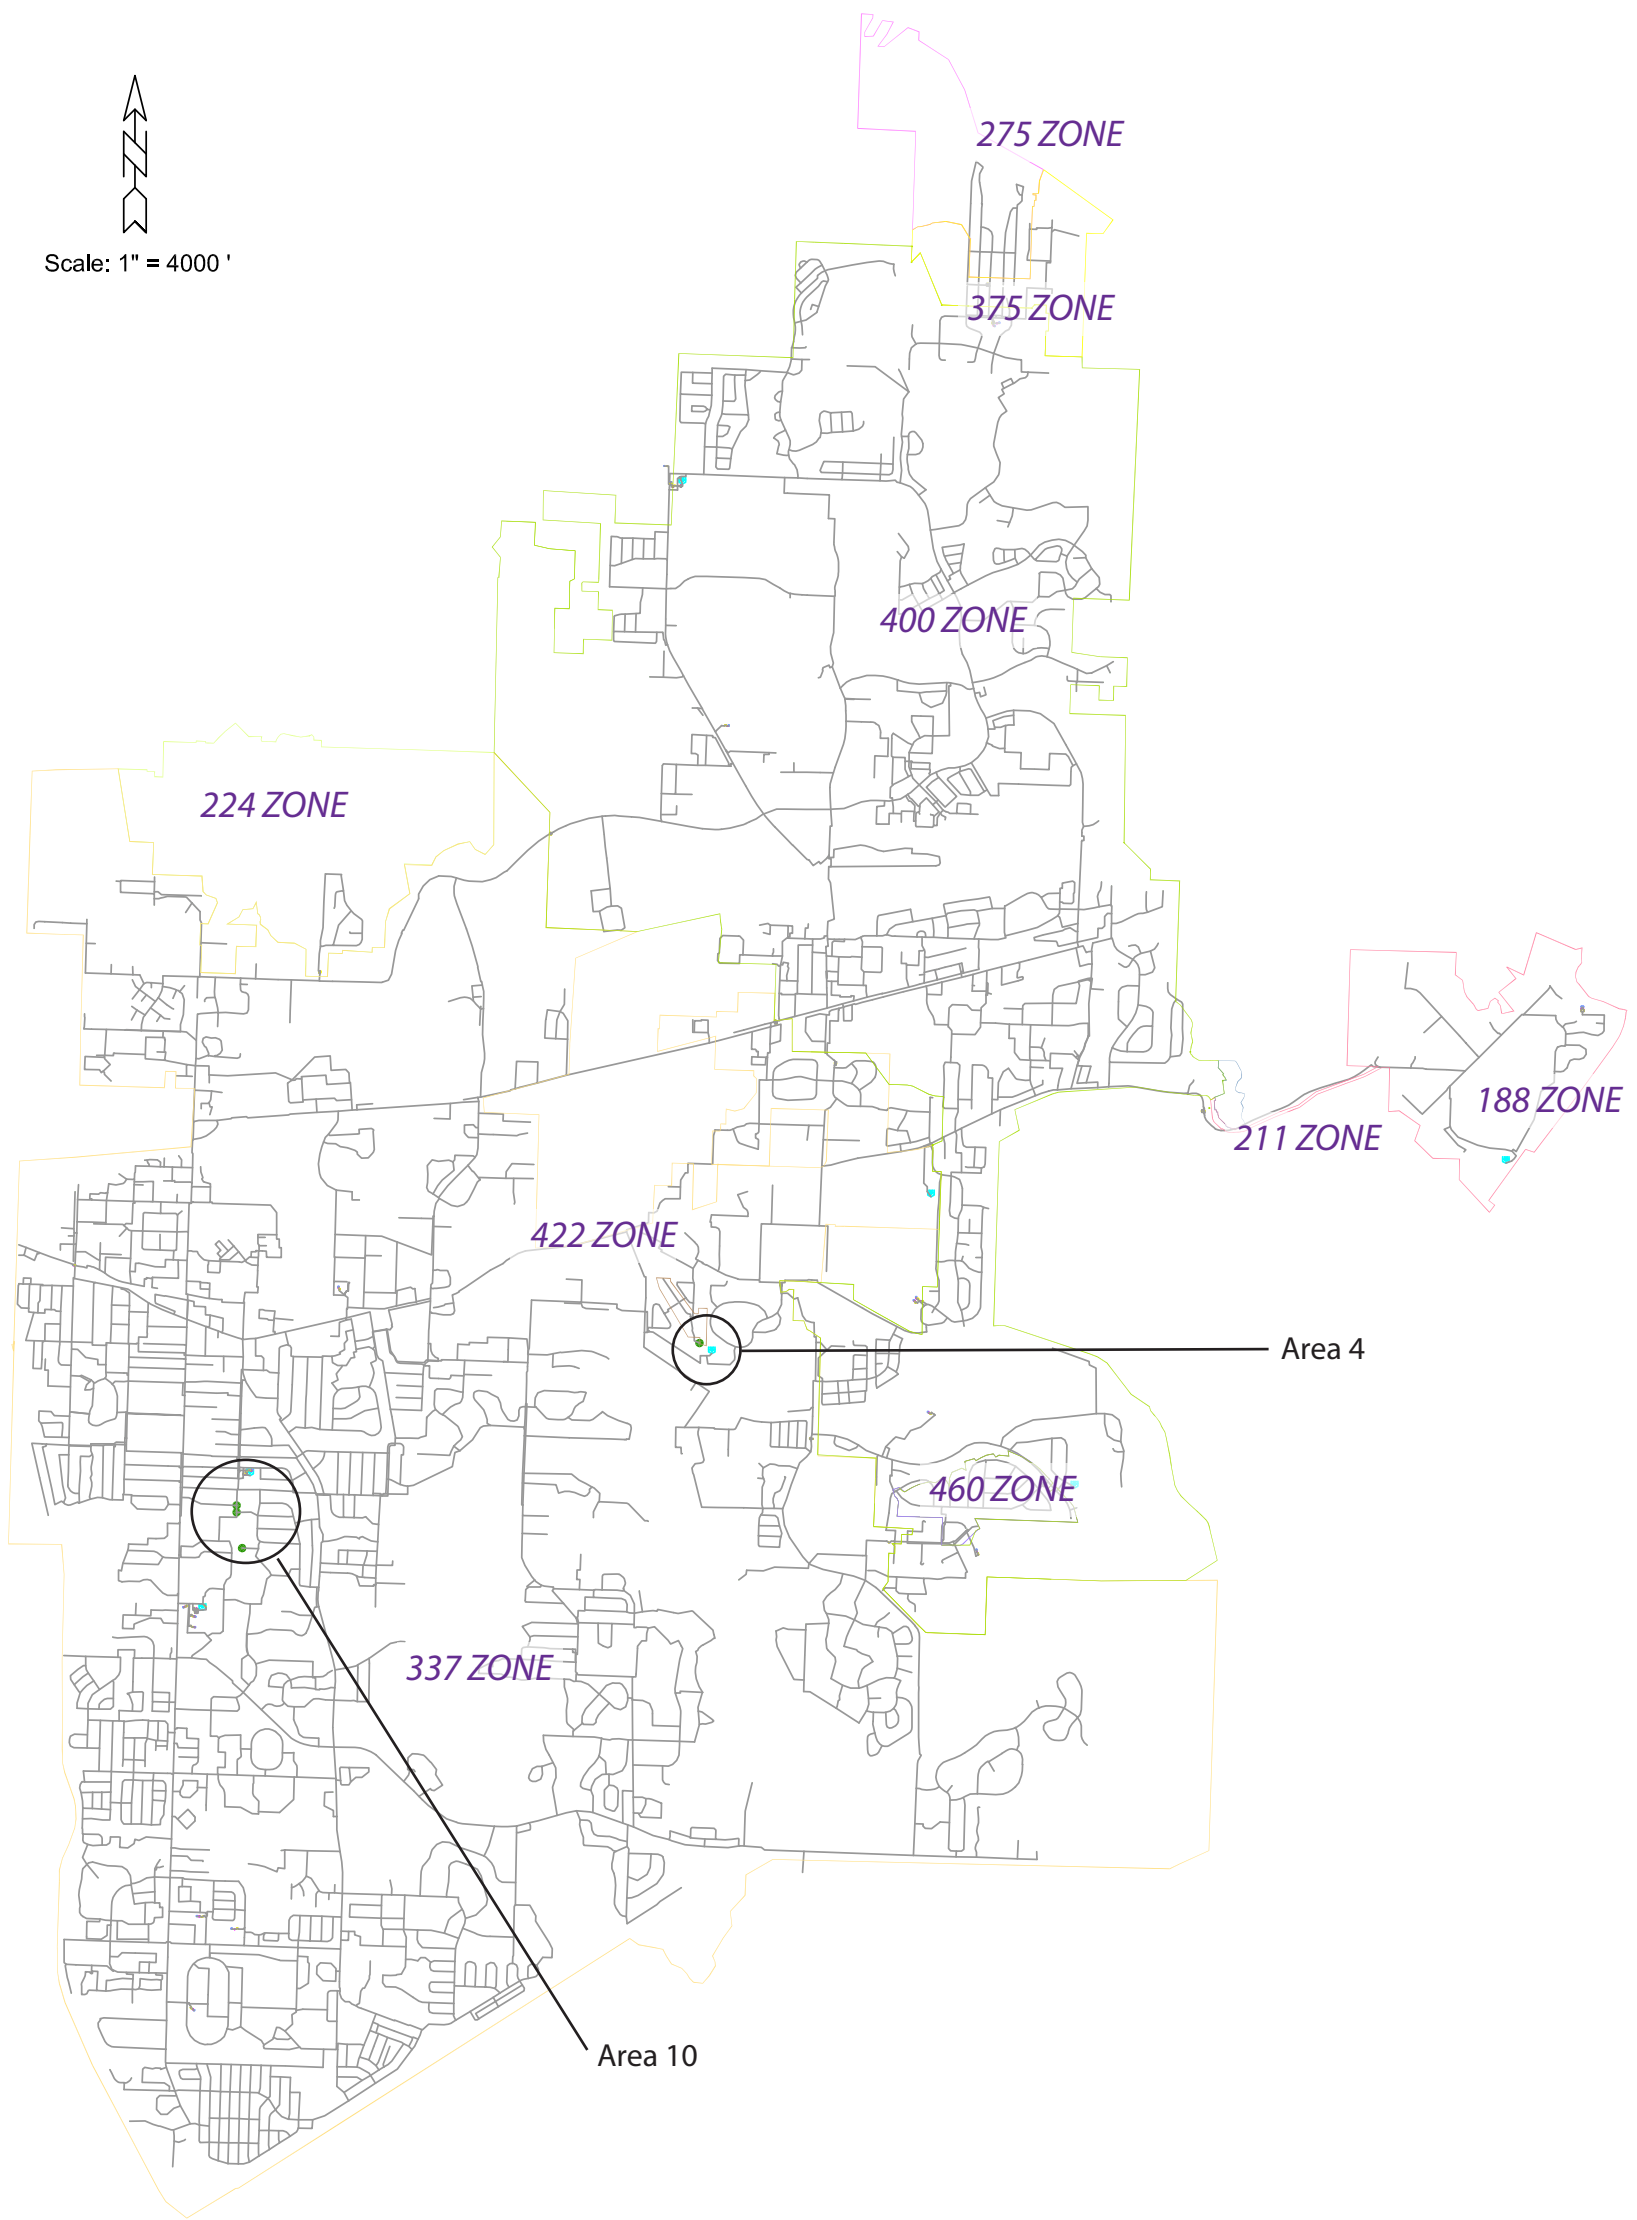 275 ZONE
Scale: 1" = 4000 '
375 ZONE
400 ZONE
224 ZONE
188 ZONE
211 ZONE
422 ZONE
Area 4
460 ZONE
337 ZONE
Area 10